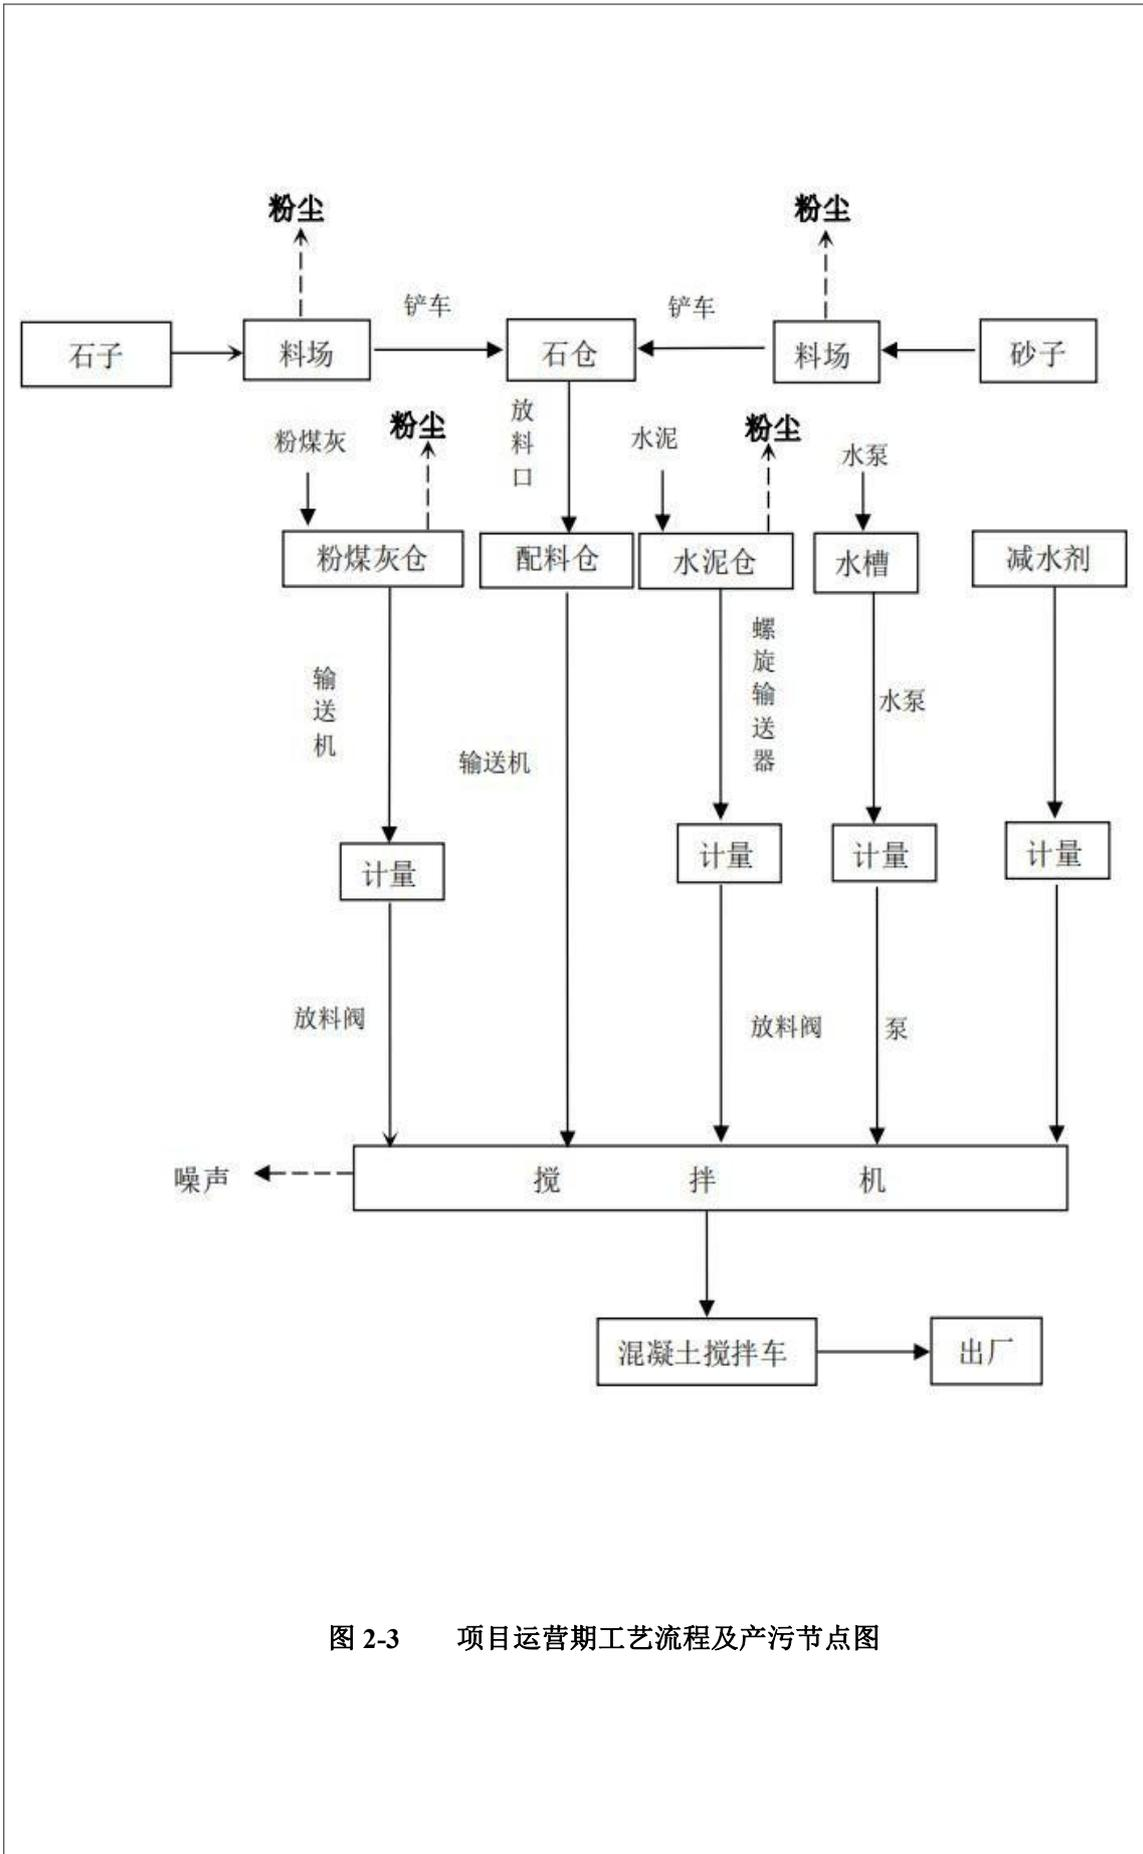 粉尘
粉尘
铲车
铲车
石子
料场
石仓
料场
砂子
放料口
粉煤灰
粉尘
水泥
粉尘
水泵
粉煤灰仓
配料仓
水泥仓
水槽
减水剂
输送机
输送机
螺旋输送器
水泵
计量
计量
计量
计量
放料阀
放料阀
泵
噪声
搅拌机
混凝土搅拌车
出厂
图 2-3 项目运营期工艺流程及产污节点图